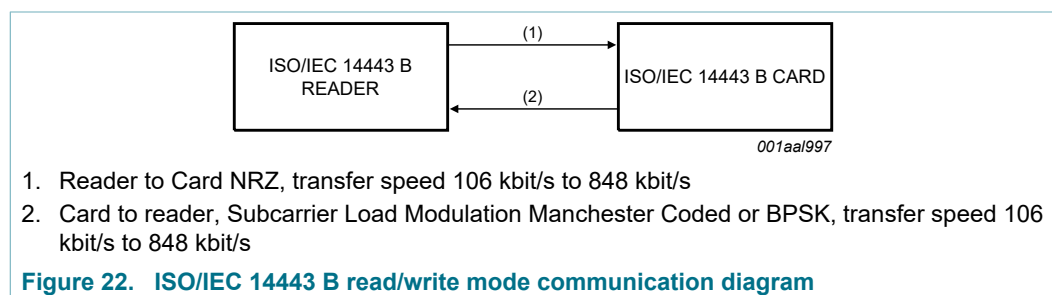 (1)
ISO/IEC 14443 B
READER
ISO/IEC 14443 B CARD
(2)
001aal997
1. Reader to Card NRZ, transfer speed 106 kbit/s to 848 kbit/s
2. Card to reader, Subcarrier Load Modulation Manchester Coded or BPSK, transfer speed 106
kbit/s to 848 kbit/s
Figure 22. ISO/IEC 14443 B read/write mode communication diagram